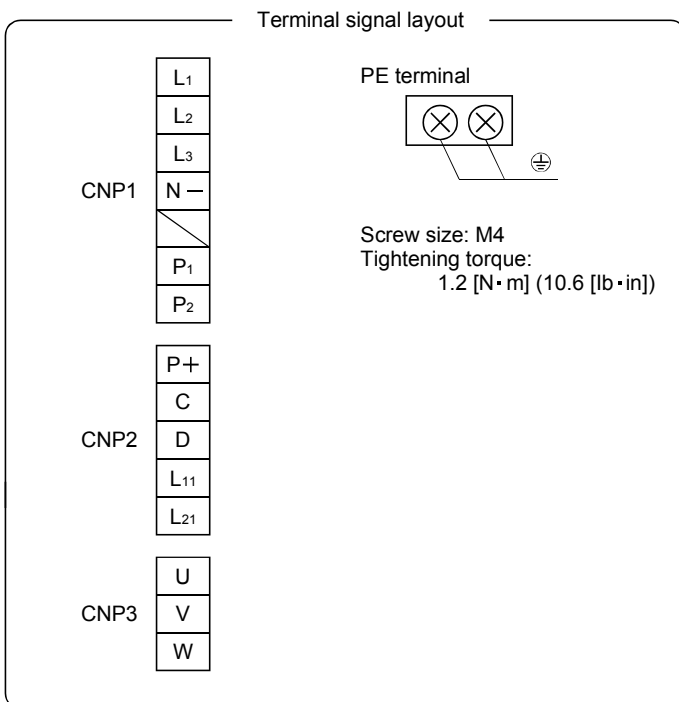 Terminal signal layout
CNP1
L1
L2
L3
N −
P1
P2
CNP2
P+
C
D
L11
L21
CNP3
U
V
W
PE terminal
Screw size: M4
Tightening torque:
1.2 [N·m] (10.6 [lb·in])